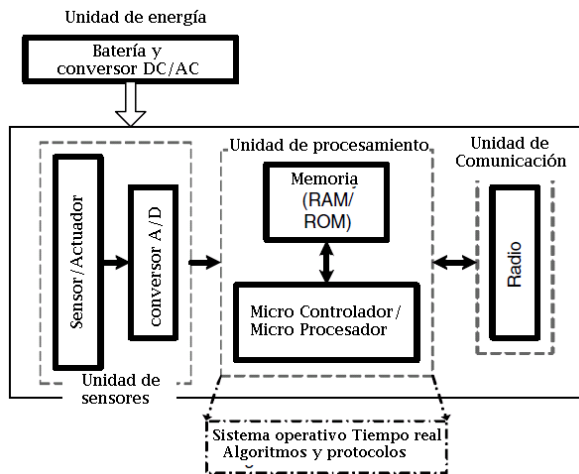 Unidad de energía
Batería y
conversor DC/AC
Unidad de procesamiento
Unidad de
Comunicación
Sensor/Actuador
conversor A/D
Memoria
(RAM/
ROM)
Micro Controlador/
Micro Procesador
Radio
Unidad de
sensores
Sistema operativo Tiempo real
Algoritmos y protocolos